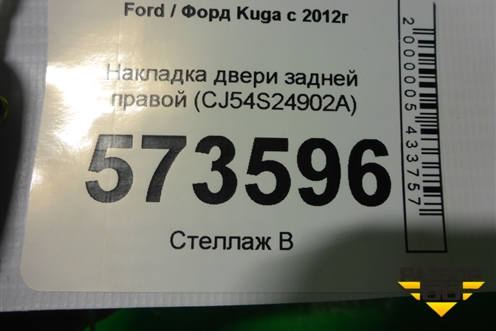 Ford / Форд Kuga с 2012г
Накладка двери задней
правой (CJ54S24902A)
573596
Стеллаж В
2000005433757